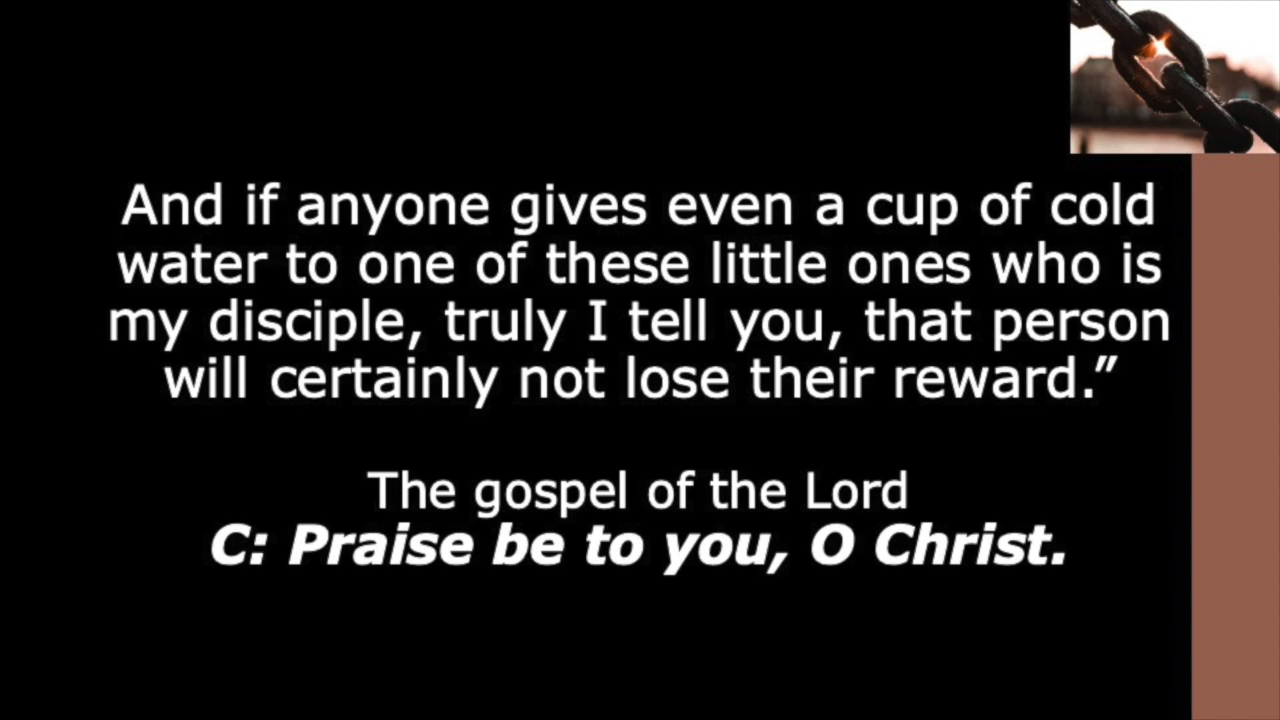 And if anyone gives even a cup of cold
water to one of these little ones who is
my disciple, truly I tell you, that person
will certainly not lose their reward.”
The gospel of the Lord
C: Praise be to you, O Christ.